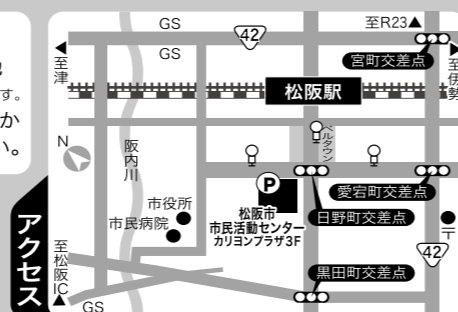 GS
GS
42
至R23▲
宮町交差点
▲至津
▲至伊勢
松阪駅
す。
か
い。
N
阪内川
ベルタウン
愛宕町交差点
P
市役所
市民病院
松阪市
市民活動センター
カリヨンプラザ3F
日野町交差点
〒
アクセス
至松阪IC▲
黒田町交差点
42
GS